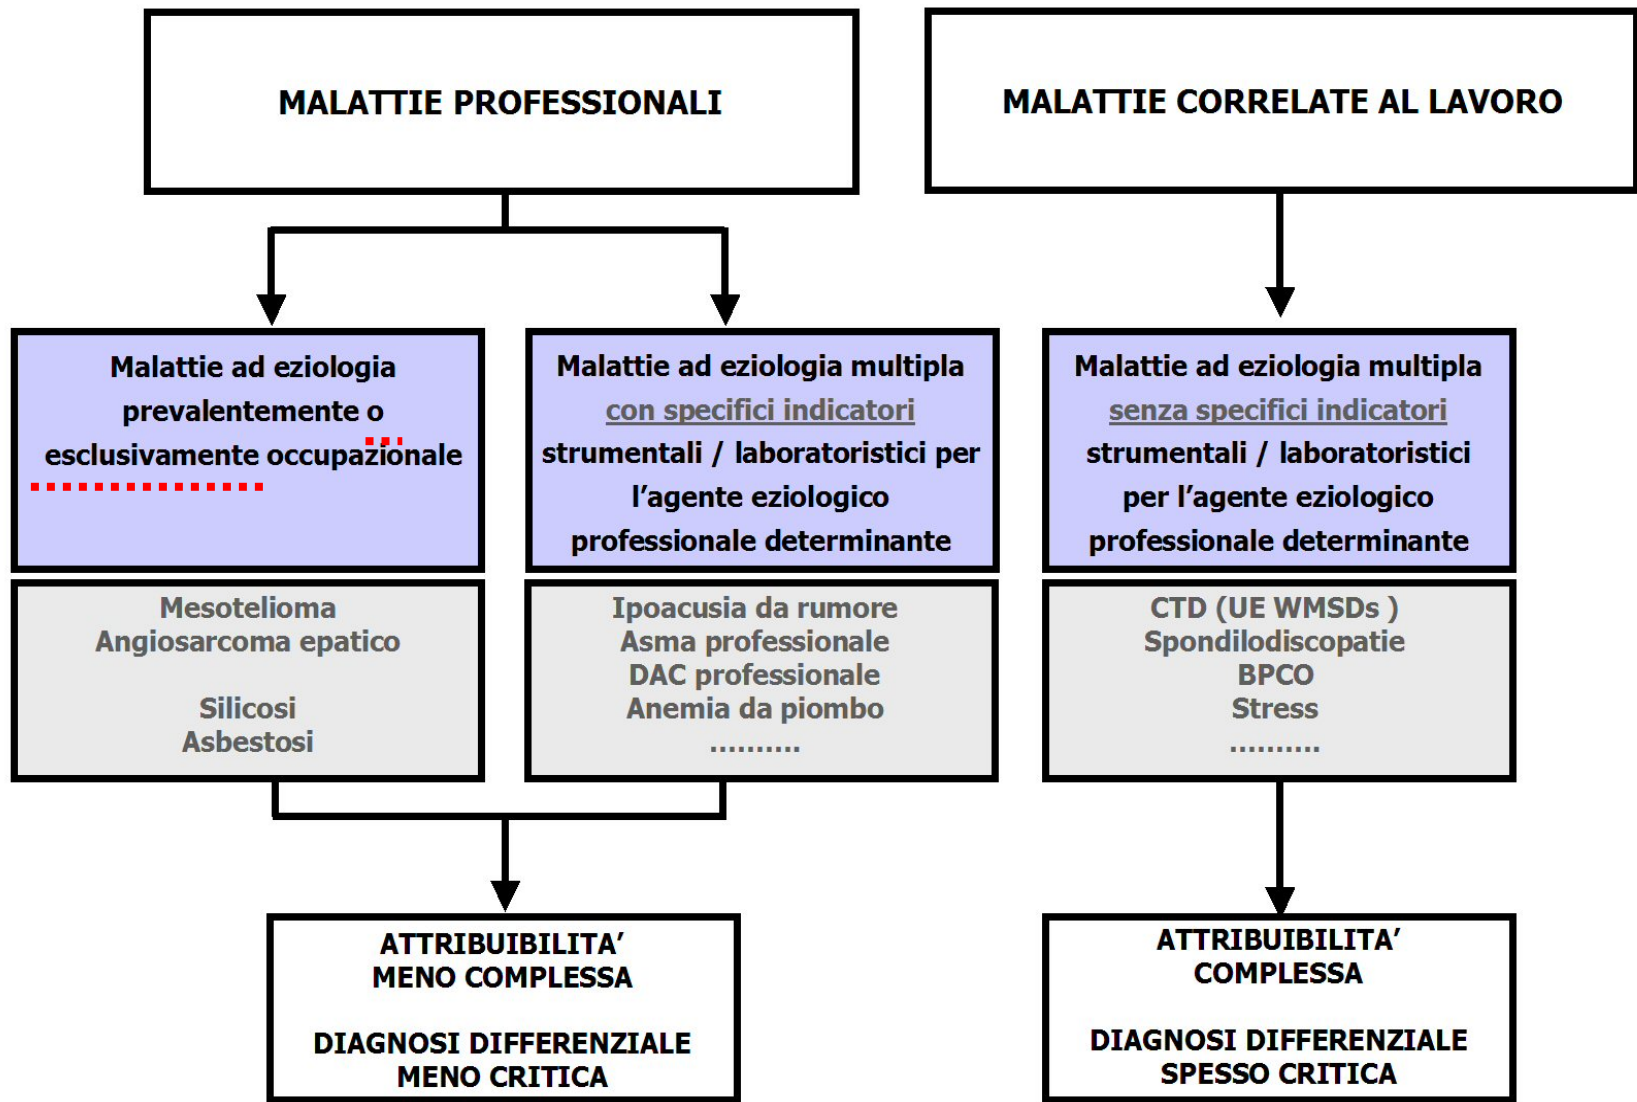 MALATTIE PROFESSIONALI
MALATTIE CORRELATE AL LAVORO
Malattie ad eziologia
prevalentemente o
esclusivamente occupazionale
Malattie ad eziologia multipla
con specifici indicatori
strumentali / laboratoristici per
l’agente eziologico
professionale determinante
Malattie ad eziologia multipla
senza specifici indicatori
strumentali / laboratoristici
per l’agente eziologico
professionale determinante
Mesotelioma
Angiosarcoma epatico
Silicosi
Asbestosi
Ipoacusia da rumore
Asma professionale
DAC professionale
Anemia da piombo
..........
CTD (UE WMSDs )
Spondilodiscopatie
BPCO
Stress
..........
ATTRIBUIBILITA’
MENO COMPLESSA
DIAGNOSI DIFFERENZIALE
MENO CRITICA
ATTRIBUIBILITA’
COMPLESSA
DIAGNOSI DIFFERENZIALE
SPESSO CRITICA